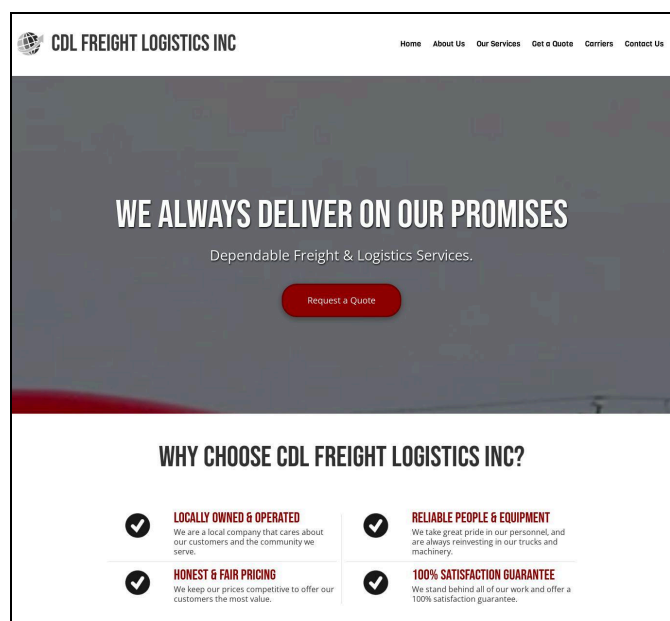 CDL FREIGHT LOGISTICS INC
Home About Us Our Services Get a Quote Carriers Contact Us
WE ALWAYS DELIVER ON OUR PROMISES
Dependable Freight & Logistics Services.
Request a Quote
WHY CHOOSE CDL FREIGHT LOGISTICS INC?
LOCALLY OWNED & OPERATED
We are a local company that cares about
our customers and the community we
serve.
RELIABLE PEOPLE & EQUIPMENT
We take great pride in our personnel, and
are always reinvesting in our trucks and
machinery.
HONEST & FAIR PRICING
We keep our prices competitive to offer our
customers the most value.
100% SATISFACTION GUARANTEE
We stand behind all of our work and offer a
100% satisfaction guarantee.